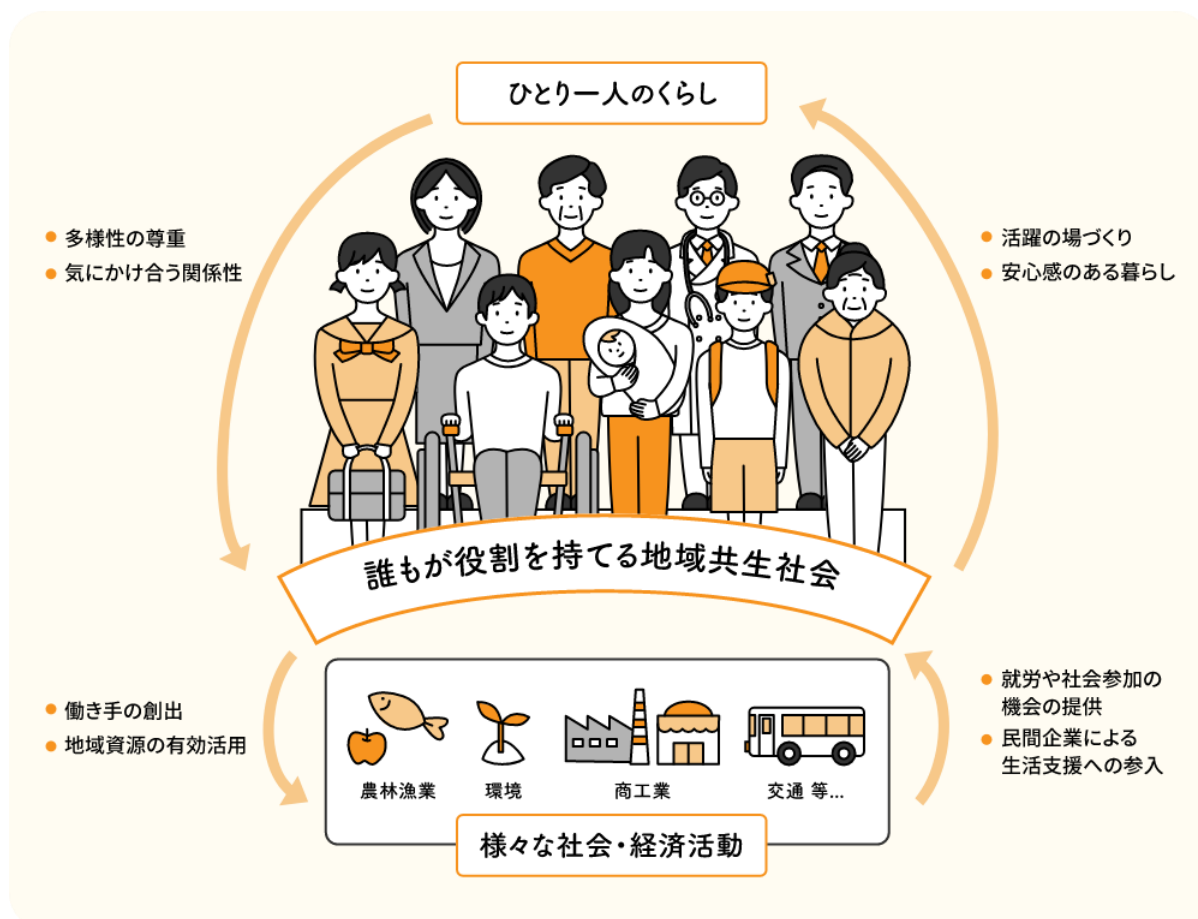 ひとり一人のくらし
多様性の尊重
気にかけ合う関係性
活躍の場づくり
安心感のある暮らし
誰もが役割を持てる地域共生社会
働き手の創出
地域資源の有効活用
就労や社会参加の
機会の提供
民間企業による
生活支援への参入
農林漁業
環境
商工業
交通 等...
様々な社会・経済活動